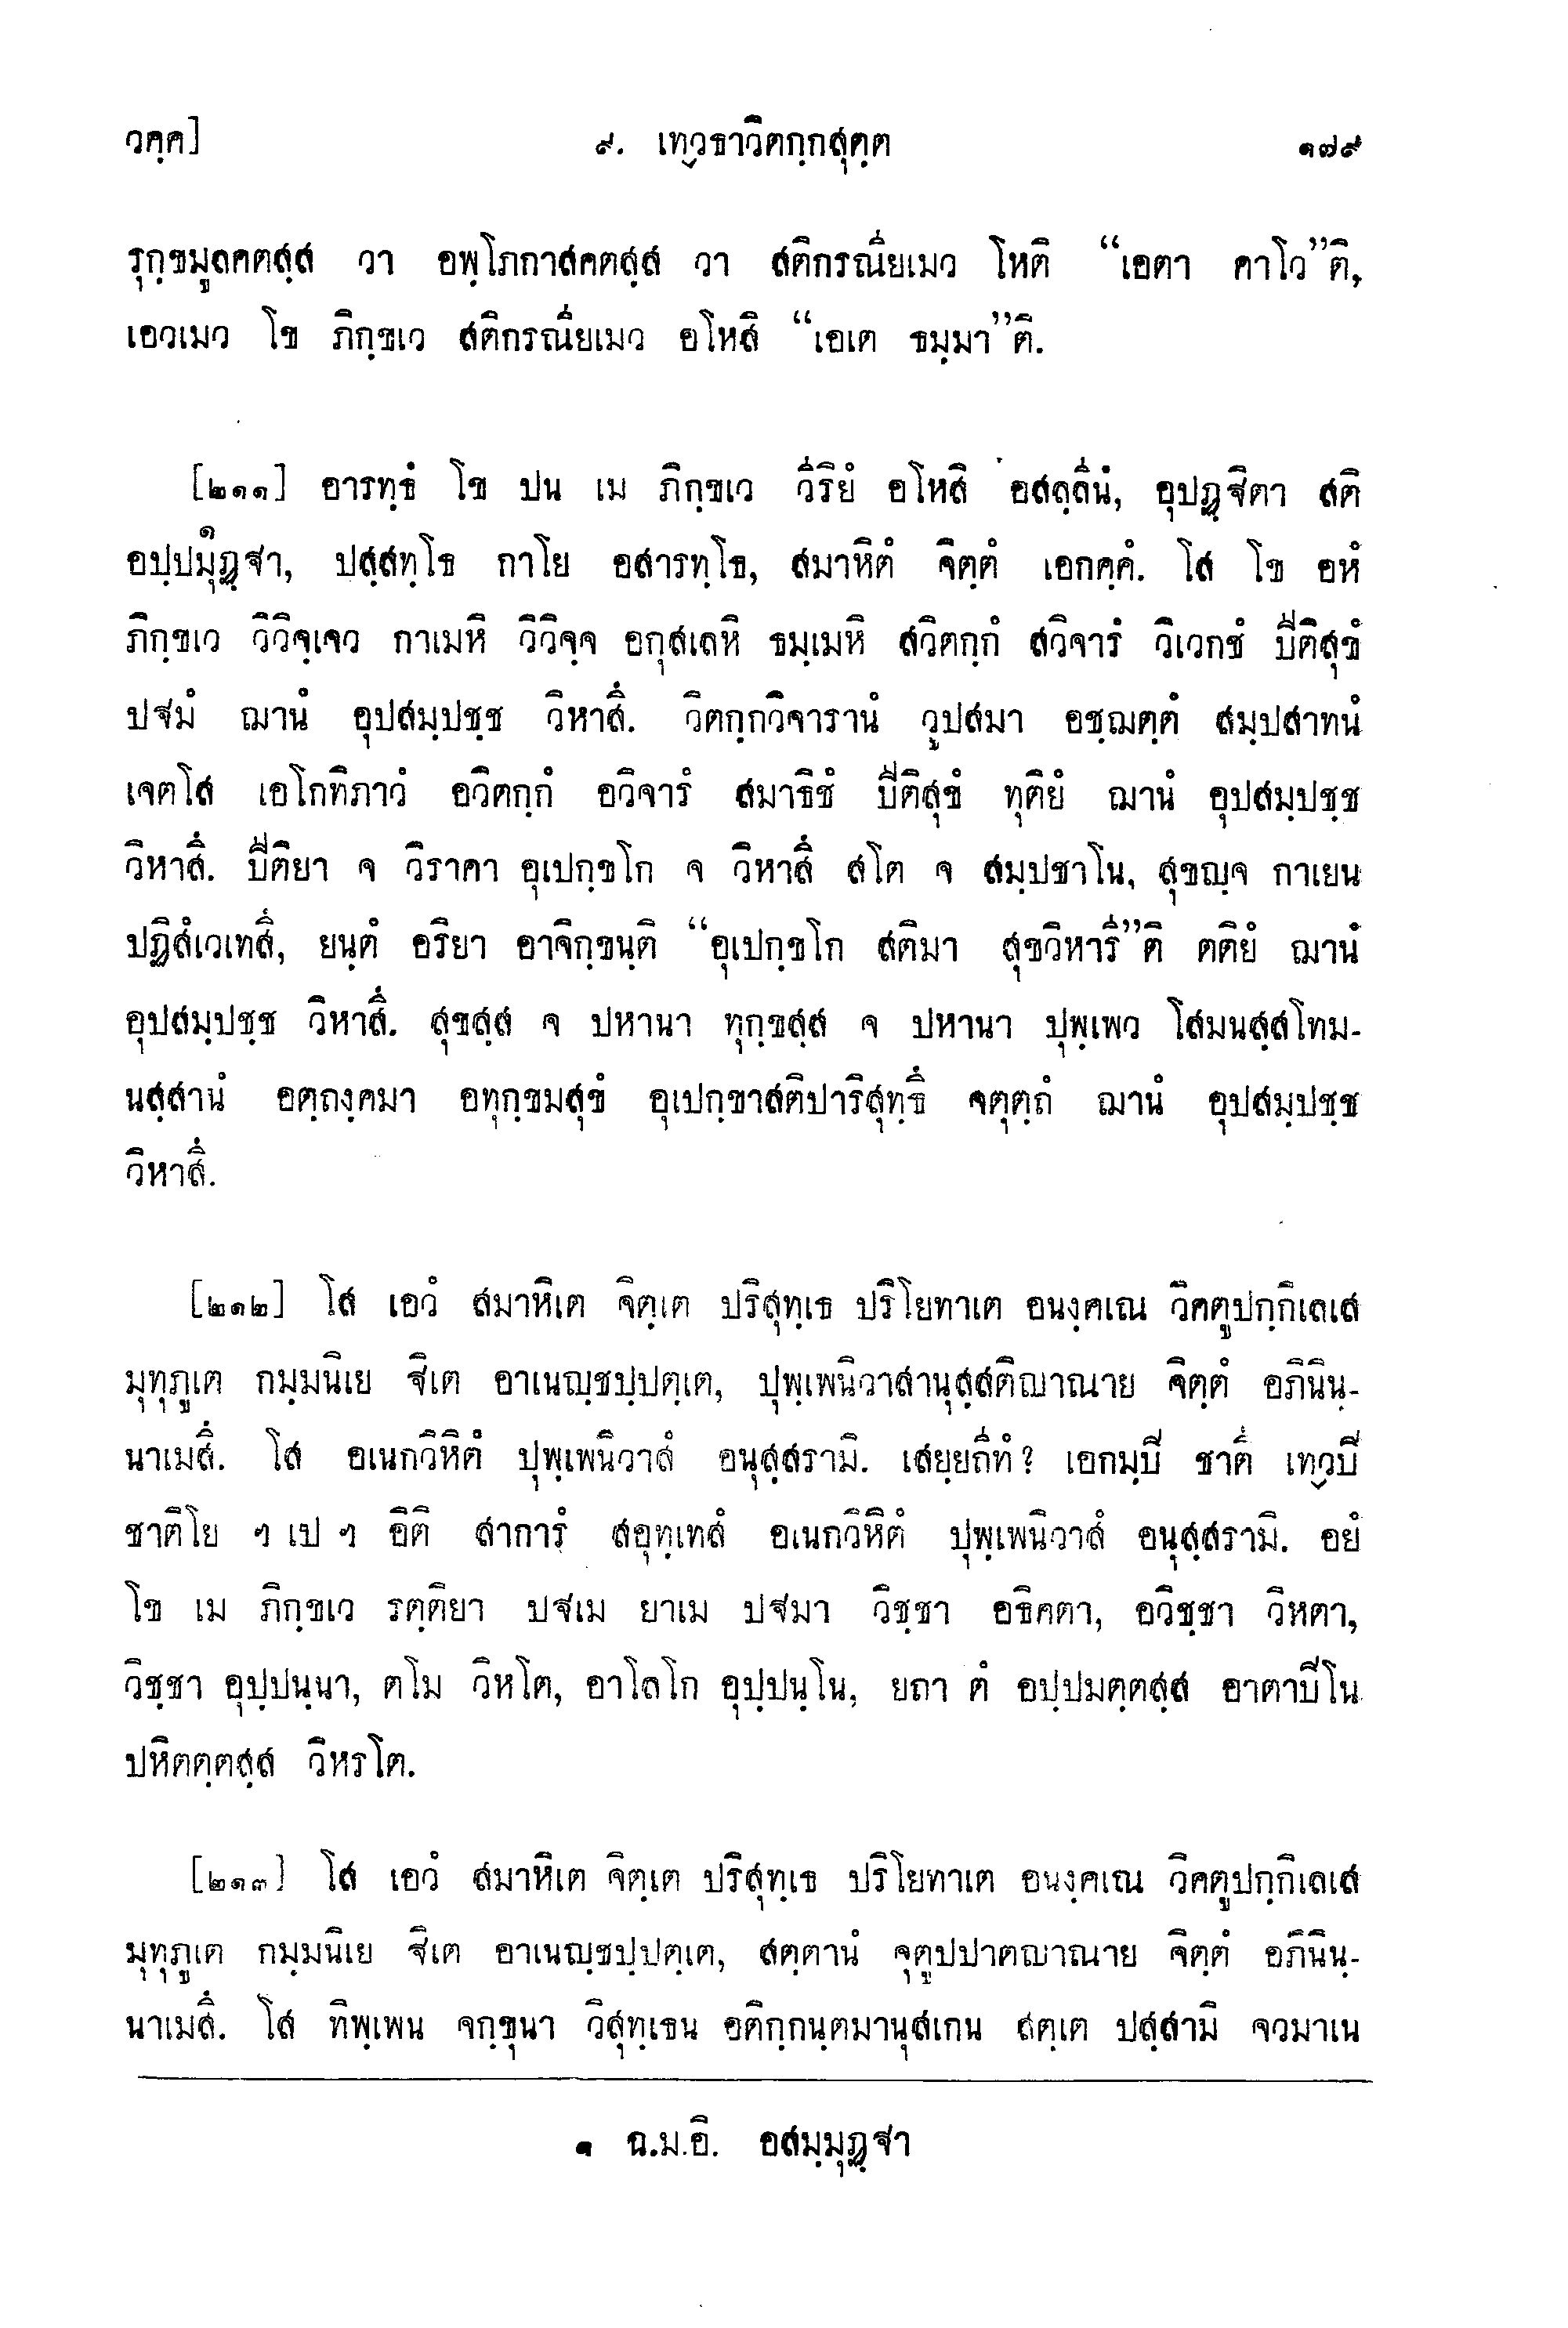 วคฺค] ๙. เทฺวธาวิตกฺกสุตฺต ๑๗๙
รุกฺขมูลคตสฺส วา อพฺโภกาสคตสฺส วา สติกรณียเมว โหติ “เอตา คาโว”ติ,
เอวเมว โข ภิกฺขเว สติกรณียเมว อโหสิ “เอเต ธมฺมา”ติ.
[๒๑๑] อารทฺธํ โข ปน เม ภิกฺขเว วีริยํ อโหสิ อสลฺลีนํ, อุปฏฺฐิตา สติ
อปฺปมุฏฺฐา๑, ปสฺสทฺโธ กาโย อสารทฺโธ, สมาหิตํ จิตฺตํ เอกคฺคํ. โส โข อหํ
ภิกฺขเว วิวิจฺเจว กาเมหิ วิวิจฺจ อกุสเลหิ ธมฺเมหิ สวิตกฺกํ สวิจารํ วิเวกชํ ปีติสุขํ
ปฐมํ ฌานํ อุปสมฺปชฺช วิหาสึ. วิตกฺกวิจารานํ วูปสมา อชฺฌตฺตํ สมฺปสาทนํ
เจตโส เอโกทิภาวํ อวิตกฺกํ อวิจารํ สมาธิชํ ปีติสุขํ ทุติยํ ฌานํ อุปสมฺปชฺช
วิหาสึ. ปีติยา จ วิราคา อุเปกฺขโก จ วิหาสึ สโต จ สมฺปชาโน, สุขญฺจ กาเยน
ปฏิสํเวเทสึ, ยนฺตํ อริยา อาจิกฺขนฺติ “อุเปกฺขโก สติมา สุขวิหารี”ติ ตติยํ ฌานํ
อุปสมฺปชฺช วิหาสึ. สุขสฺส จ ปหานา ทุกฺขสฺส จ ปหานา ปุพฺเพว โสมนสฺสโทม-
นสฺสานํ อตฺถงฺคมา อทุกฺขมสุขํ อุเปกฺขาสติปาริสุทฺธึ จตุตฺถํ ฌานํ อุปสมฺปชฺช
วิหาสึ.
[๒๑๒] โส เอวํ สมาหิเต จิตฺเต ปริสุทฺเธ ปริโยทาเต อนงฺคเณ วิคตูปกฺกิเลเส
มุทุภูเต กมฺมนิเย ฐิเต อาเนญฺชปฺปตฺเต, ปุพฺเพนิวาสานุสฺสติญาณาย จิตฺตํ อภินินฺ-
นาเมสึ. โส อเนกวิหิตํ ปุพฺเพนิวาสํ อนุสฺสรามิ. เสยฺยถีทํ? เอกมฺปิ ชาตึ เทฺวปิ
ชาติโย ฯ เป ฯ อิติ สาการํ สอุทฺเทสํ อเนกวิหิตํ ปุพฺเพนิวาสํ อนุสฺสรามิ. อยํ
โข เม ภิกฺขเว รตฺติยา ปฐเม ยาเม ปฐมา วิชฺชา อธิคตา, อวิชฺชา วิหตา,
วิชฺชา อุปฺปนฺนา, ตโม วิหโต, อาโลโก อุปฺปนฺโน, ยถา ตํ อปฺปมตฺตสฺส อาตาปิโน
ปหิตตฺตสฺส วิหรโต.
[๒๑๓] โส เอวํ สมาหิเต จิตฺเต ปริสุทฺเธ ปริโยทาเต อนงฺคเณ วิคตูปกฺกิเลเส
มุทุภูเต กมฺมนิเย ฐิเต อาเนญฺชปฺปตฺเต, สตฺตานํ จุตูปปาตญาณาย จิตฺตํ อภินินฺ-
นาเมสึ. โส ทิพฺเพน จกฺขุนา วิสุทฺเธน อติกฺกนฺตมานุสเกน สตฺเต ปสฺสามิ จวมาเน
๑ ฉ.ม.อิ. อสมฺมุฏฺฐา